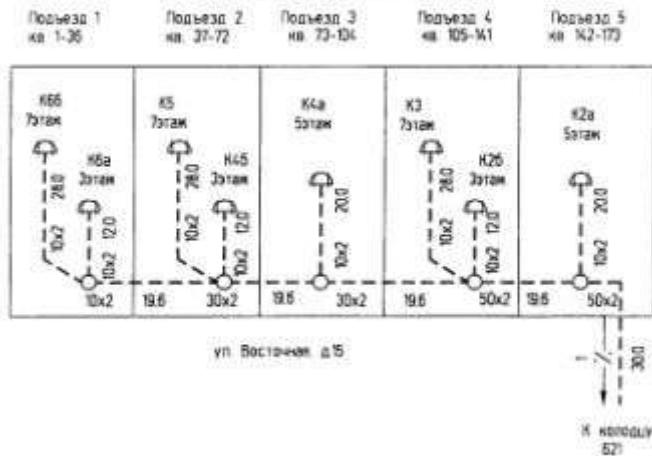 Подъезд 1
кв. 1-36
Подъезд 2
кв. 37-72
Подъезд 3
кв. 73-104
Подъезд 4
кв. 105-141
Подъезд 5
кв. 142-173
К6б
7этаж
К6а
3этаж
28.0
10х2
12.0
10х2
К5
7этаж
К4б
3этаж
28.0
10х2
12.0
10х2
К4а
5этаж
20.0
10х2
К3
7этаж
К2б
3этаж
28.0
10х2
12.0
10х2
К2а
5этаж
20.0
10х2
10х2
19.6
30х2
19.6
30х2
19.6
50х2
19.6
50х2
ул. Восточная д.15
1
30.0
К колодцу
621